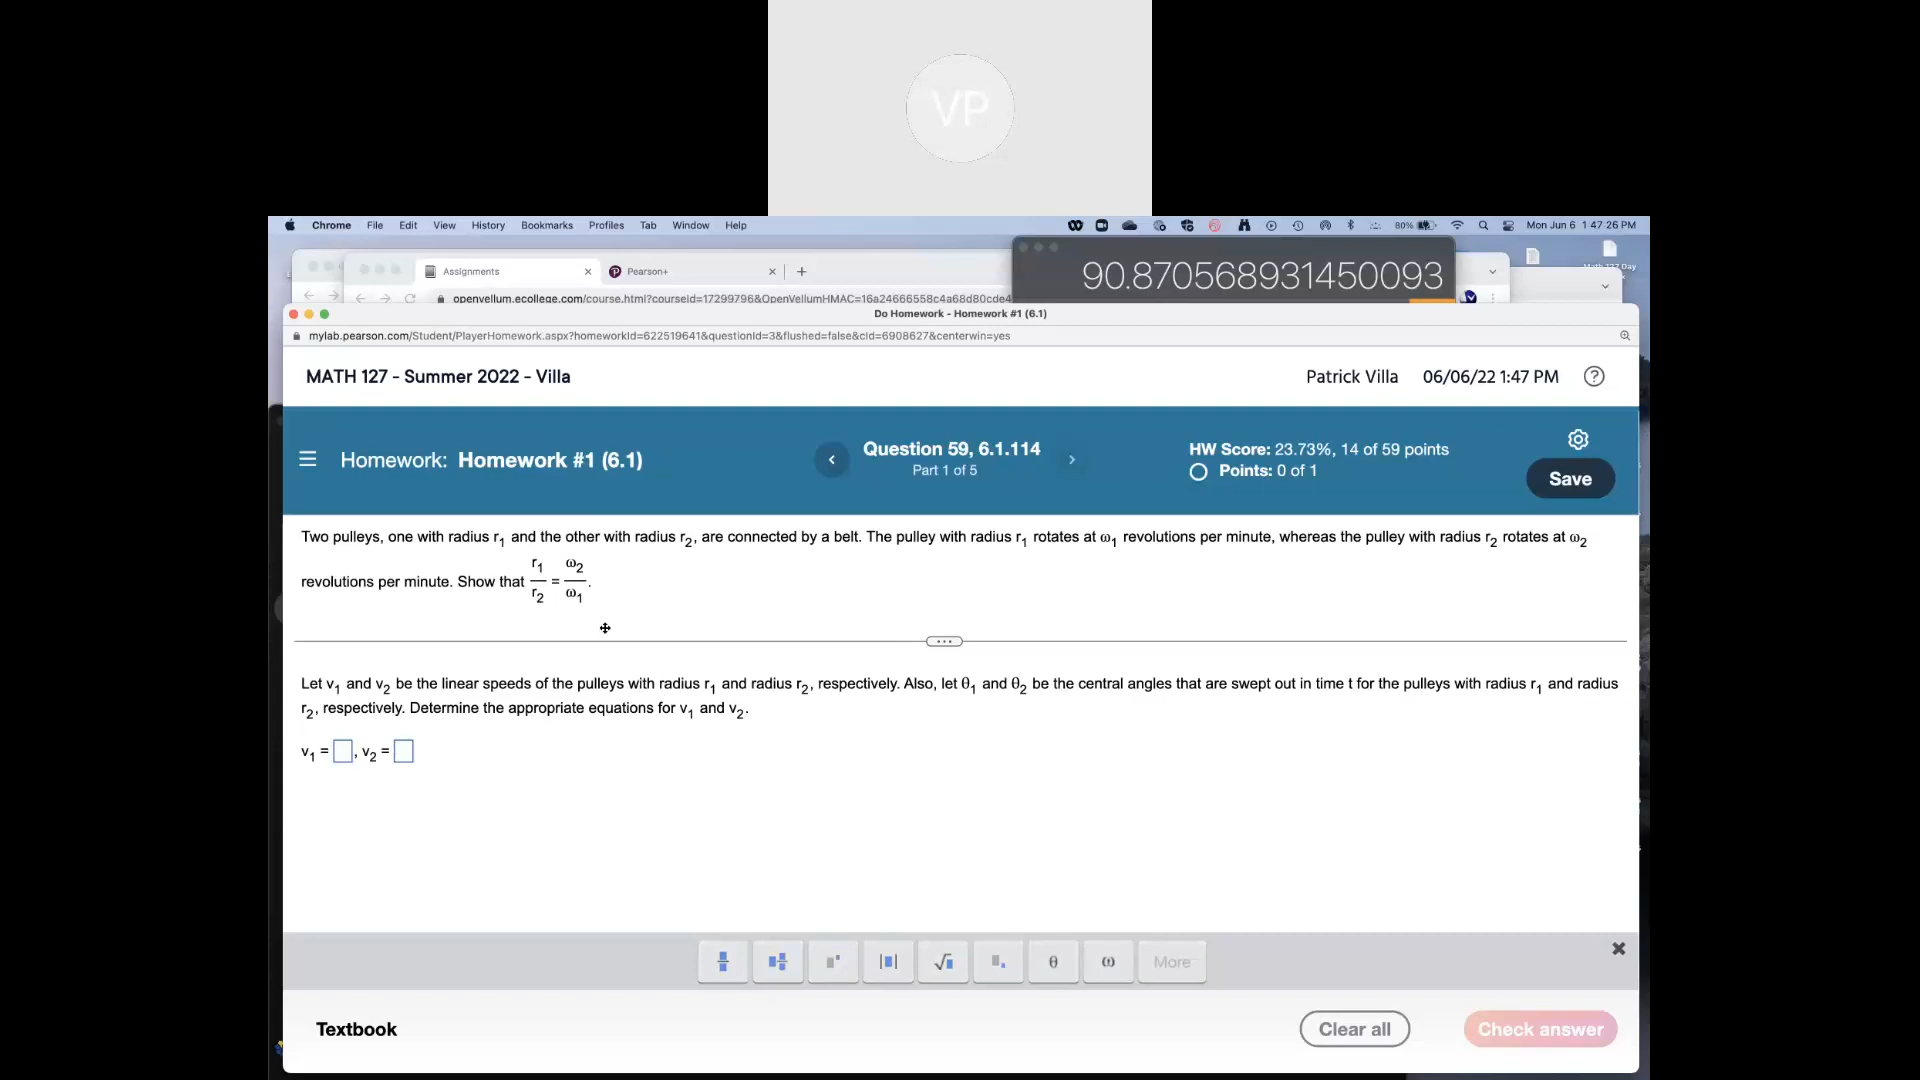 VP
Chrome File Edit View History Bookmarks Profiles Tab Window Help 80% Mon Jun 6 1:47:26 PM
Assignments Pearson+
90.870568931450093
openvellum.ecollege.com/course.html?courseId=17299796&OpenVellumHMAC=16a24666558c4a68d80cde4
Do Homework - Homework #1 (6.1)
mylab.pearson.com/Student/PlayerHomework.aspx?homeworkId=622519641&questionId=3&flushed=false&cId=6908627&centerwin=yes
MATH 127 - Summer 2022 - Villa Patrick Villa 06/06/22 1:47 PM ?
Homework: Homework #1 (6.1)
Question 59, 6.1.114
Part 1 of 5
HW Score: 23.73%, 14 of 59 points
Points: 0 of 1
Save
Two pulleys, one with radius r₁ and the other with radius r₂, are connected by a belt. The pulley with radius r₁ rotates at ω₁ revolutions per minute, whereas the pulley with radius r₂ rotates at ω₂
revolutions per minute. Show that r₁/r₂ = ω₂/ω₁.
Let v₁ and v₂ be the linear speeds of the pulleys with radius r₁ and radius r₂, respectively. Also, let θ₁ and θ₂ be the central angles that are swept out in time t for the pulleys with radius r₁ and radius
r₂, respectively. Determine the appropriate equations for v₁ and v₂.
v₁ = , v₂ =
θ ω More
Textbook Clear all Check answer